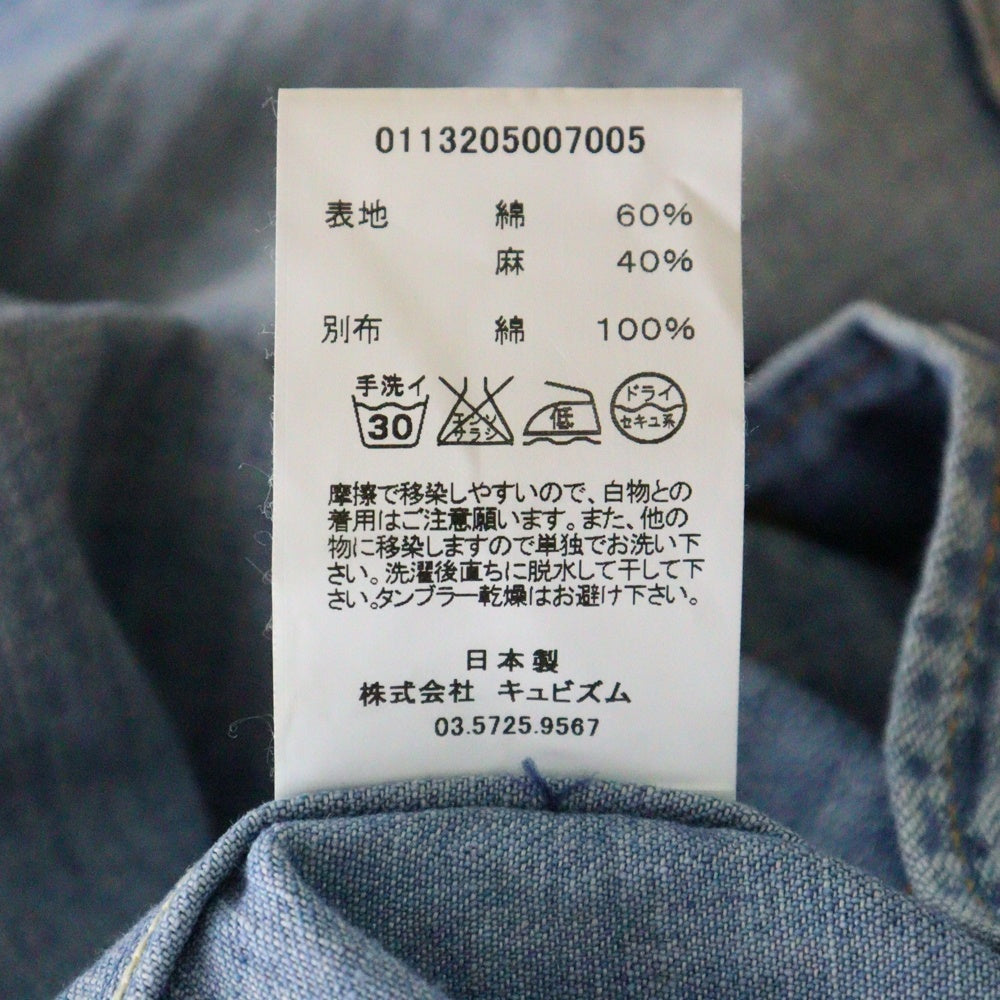 0113205007005
表地 綿 60%
麻 40%
別布 綿 100%
手洗イ
30
エンソ
サラシ
低
ドライ
セキユ系
摩擦で移染しやすいので、白物との
着用はご注意願います。また、他の
物に移染しますので単独でお洗い下
さい。洗濯後直ちに脱水して干して下
さい。タンブラー乾燥はお避け下さい。
日本製
株式会社 キュビズム
03.5725.9567